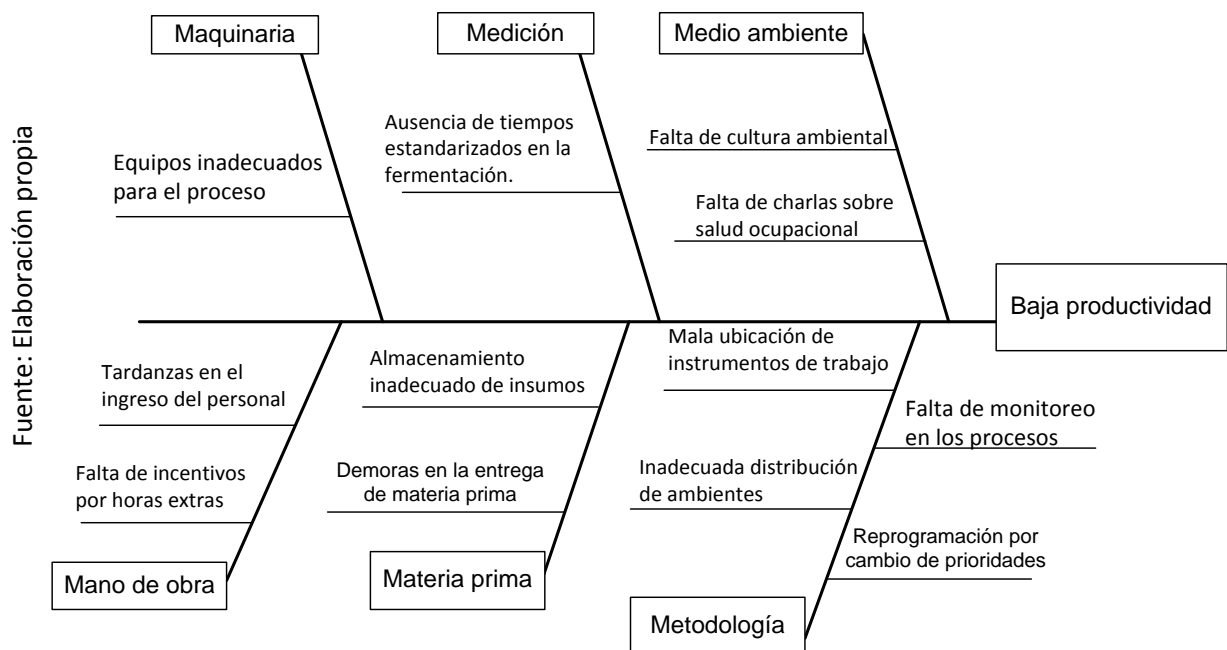 Maquinaria
Medición
Medio ambiente
Fuente: Elaboración propia
Equipos inadecuados
para el proceso
Ausencia de tiempos
estandarizados en la
fermentación.
Falta de cultura ambiental
Falta de charlas sobre
salud ocupacional
Baja productividad
Tardanzas en el
ingreso del personal
Falta de incentivos
por horas extras
Almacenamiento
inadecuado de insumos
Demoras en la entrega
de materia prima
Mala ubicación de
instrumentos de trabajo
Falta de monitoreo
en los procesos
Inadecuada distribución
de ambientes
Reprogramación por
cambio de prioridades
Mano de obra
Materia prima
Metodología